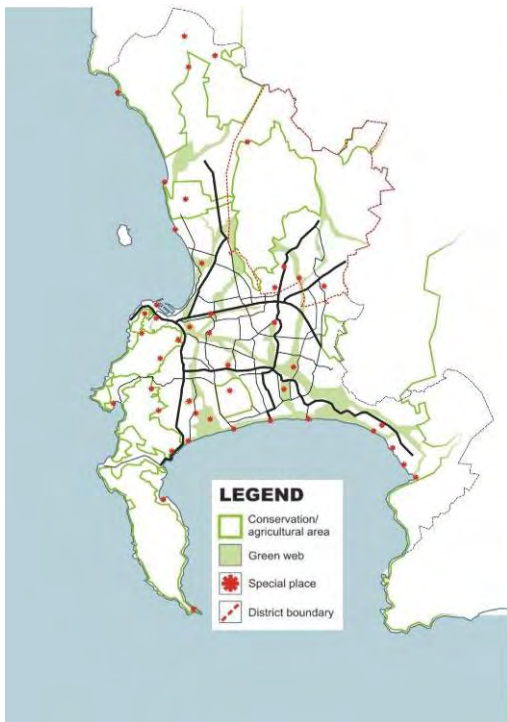 LEGEND
Conservation/
agricultural area
Green web
Special place
District boundary